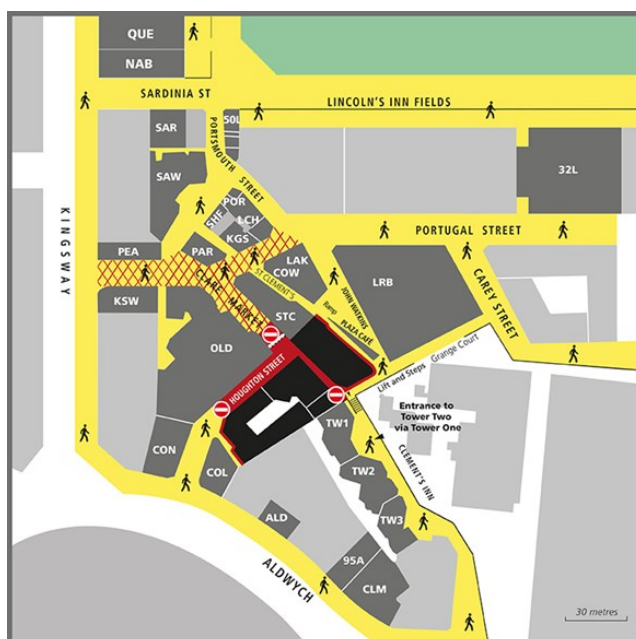 QUE
NAB
SARDINIA ST
LINCOLN'S INN FIELDS
SAR
50L
PORTSMOUTH STREET
32L
SAW
POR
SHF
LCH
KINGSWAY
PORTUGAL STREET
KGS
PEA
PAR
LAK
COW
LRB
CAREY STREET
CLARE MARKET
ST CLEMENT'S
JOHN WATKINS
PLAZA CAFÉ
Ramp
KSW
STC
OLD
HOUGHTON STREET
Lift and Steps
Grange Court
Entrance to
Tower Two
via Tower One
TW1
CON
COL
TW2
CLEMENT'S INN
ALD
TW3
95A
ALDWYCH
CLM
30 metres